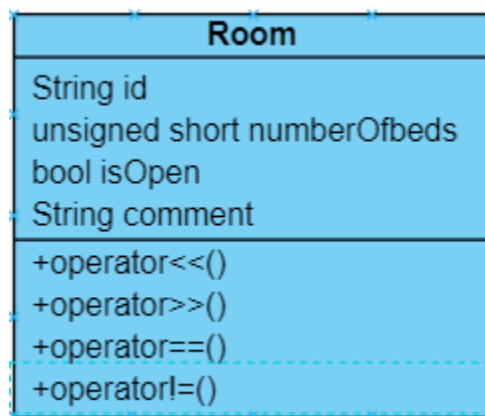 Room
String id
unsigned short numberOfbeds
bool isOpen
String comment
+operator<<()
+operator>>()
+operator==()
+operator!=()